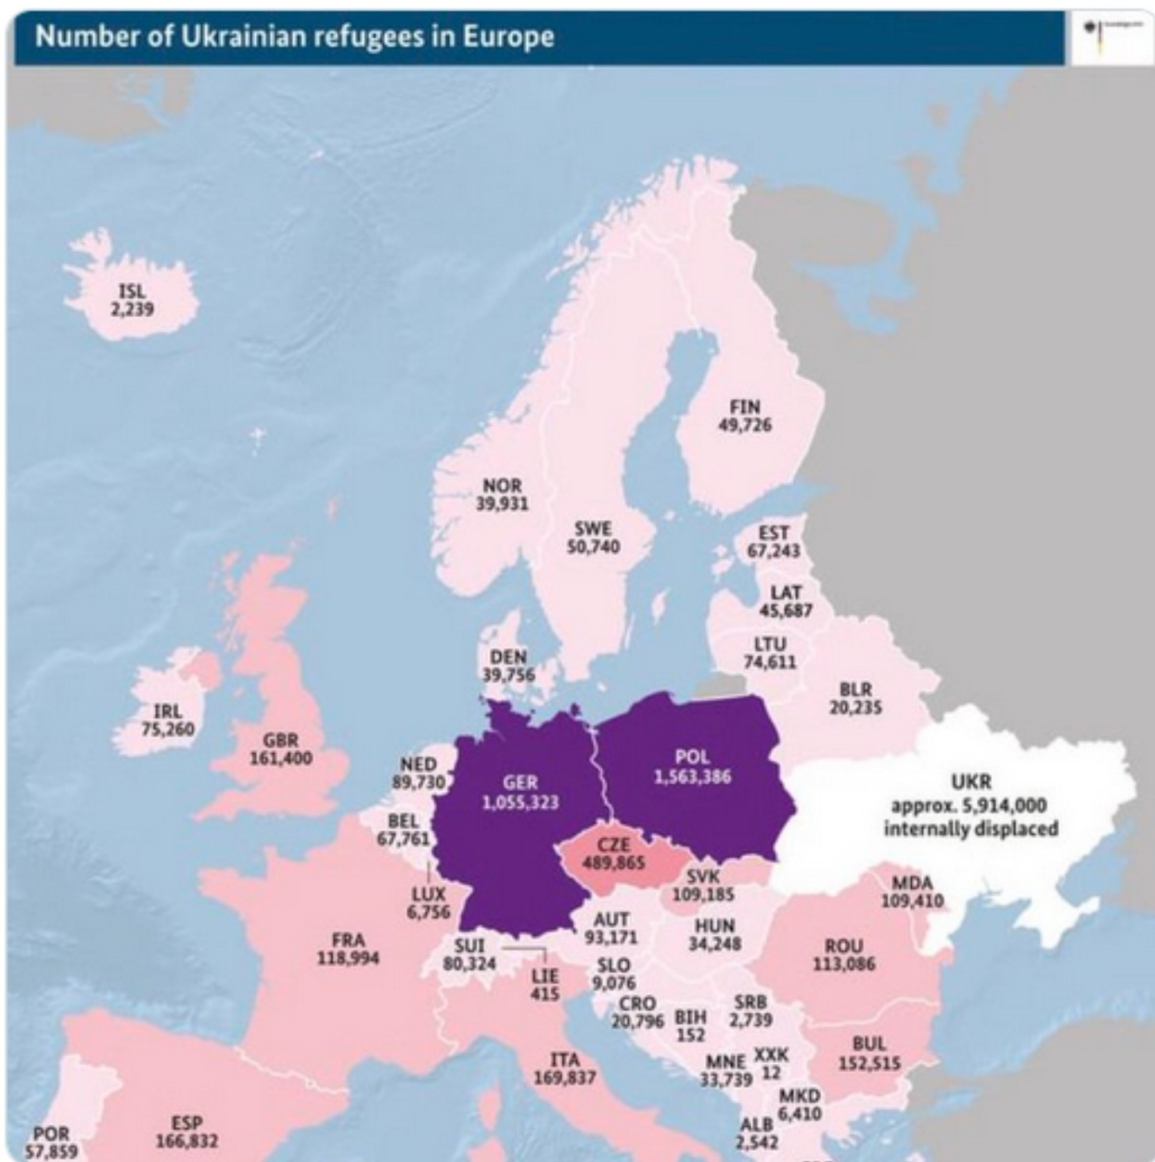 Number of Ukrainian refugees in Europe
ISL
2,239
FIN
49,726
NOR
39,931
SWE
50,740
EST
67,243
LAT
45,687
LTU
74,611
DEN
39,756
BLR
20,235
IRL
75,260
GBR
161,400
NED
89,730
GER
1,055,323
POL
1,563,386
UKR
approx. 5,914,000
internally displaced
BEL
67,761
CZE
489,865
SVK
109,185
MDA
109,410
LUX
6,756
AUT
93,171
HUN
34,248
FRA
118,994
SUI
80,324
ROU
113,086
LIE
415
SLO
9,076
CRO
20,796
BIH
152
SRB
2,739
BUL
152,515
ITA
169,837
MNE
33,739
XXK
12
MKD
6,410
ESP
166,832
POR
57,859
ALB
2,542